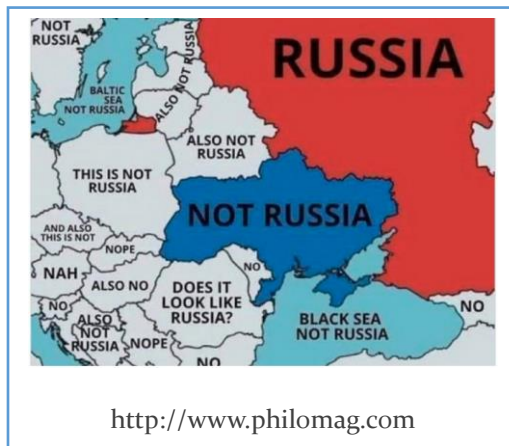 NOT
RUSSIA
RUSSIA
BALTIC
SEA
NOT RUSSIA
ALSO NOT RUSSIA
ALSO NOT
RUSSIA
THIS IS NOT
RUSSIA
NOT RUSSIA
AND ALSO
THIS IS NOT
NOPE
NO
NAH
ALSO NO
DOES IT
LOOK LIKE
RUSSIA?
NO
NO
ALSO
NOT
RUSSIA
NOPE
BLACK SEA
NOT RUSSIA
NO
http://www.philomag.com